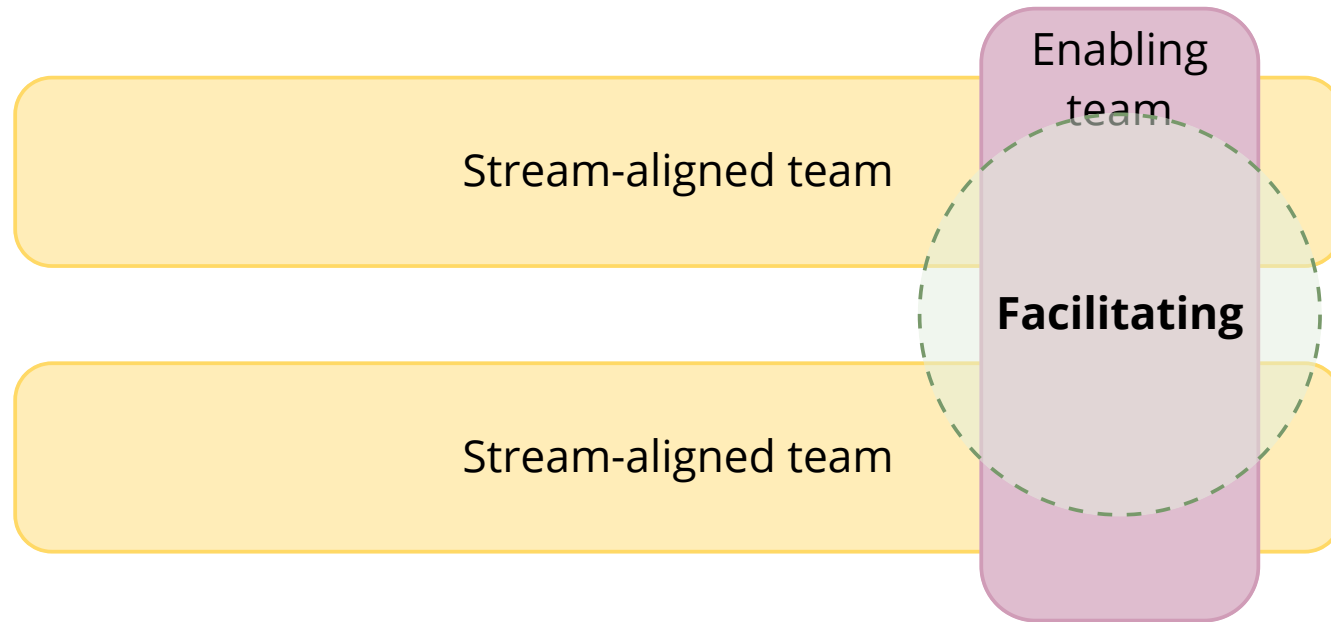 Enabling
team
Stream-aligned team
Facilitating
Stream-aligned team